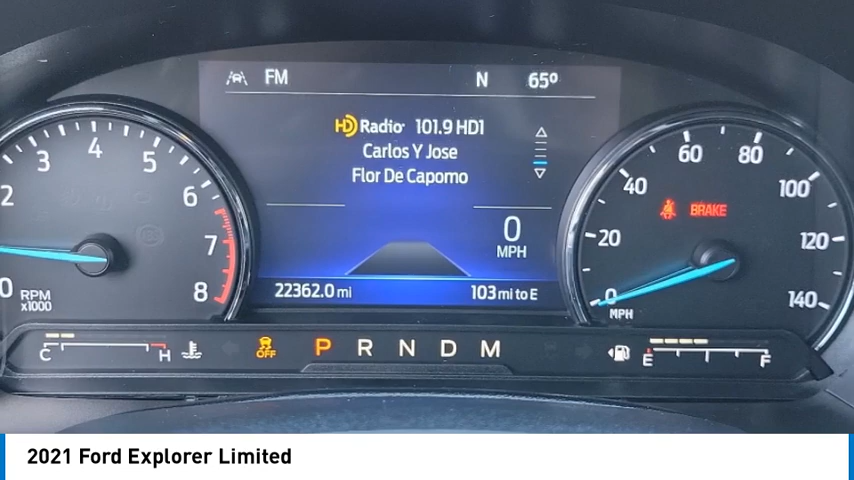 FM N 65°
HD Radio 101.9 HD1
Carlos Y Jose
Flor De Capomo
0
MPH
22362.0 mi 103 mi to E
0 2 3 4 5 6 7 8
RPM
x1000
0 20 40 60 80 100 120 140
MPH
BRAKE
C H OFF P R N D M E F
2021 Ford Explorer Limited